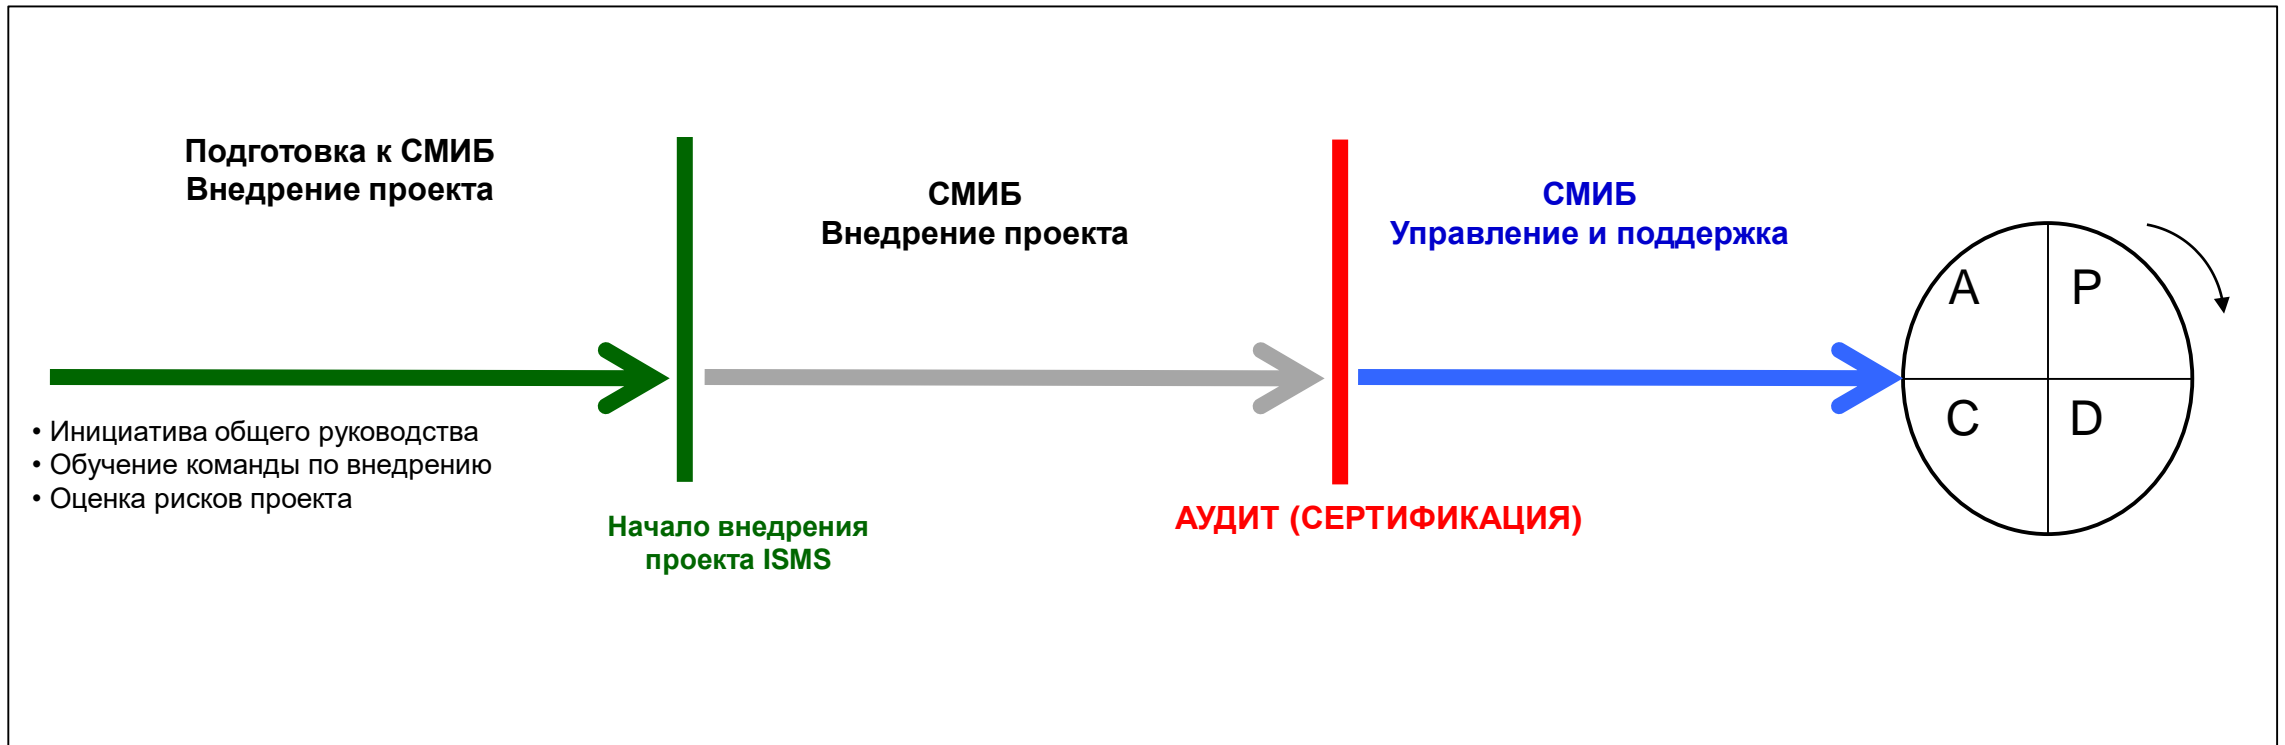 Подготовка к СМИБ
Внедрение проекта
СМИБ
Внедрение проекта
СМИБ
Управление и поддержка
A
P
C
D
• Инициатива общего руководства
• Обучение команды по внедрению
• Оценка рисков проекта
Начало внедрения
проекта ISMS
АУДИТ (СЕРТИФИКАЦИЯ)